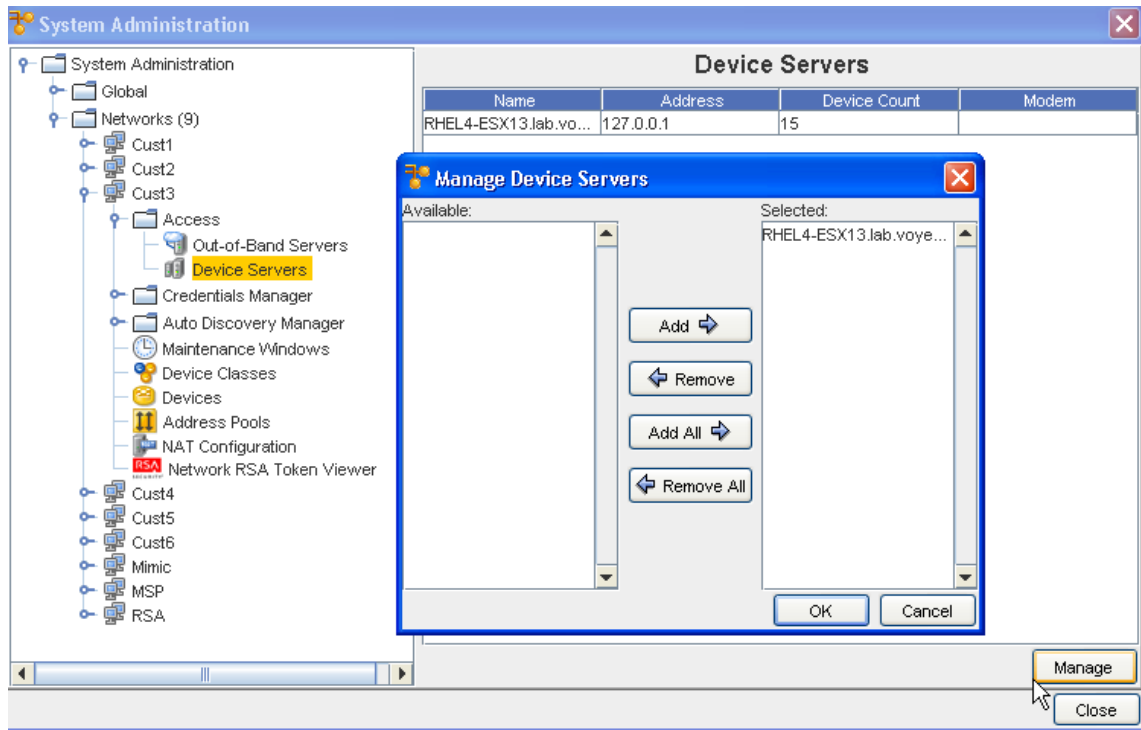 System Administration
System Administration
Global
Networks (9)
Cust1
Cust2
Cust3
Access
Out-of-Band Servers
Device Servers
Credentials Manager
Auto Discovery Manager
Maintenance Windows
Device Classes
Devices
Address Pools
NAT Configuration
RSA SECURITY Network RSA Token Viewer
Cust4
Cust5
Cust6
Mimic
MSP
RSA
Device Servers
Name Address Device Count Modem
RHEL4-ESX13.lab.vo... 127.0.0.1 15
Manage Device Servers
Available:
Selected:
RHEL4-ESX13.lab.voye...
Add
Remove
Add All
Remove All
OK Cancel
Manage
Close